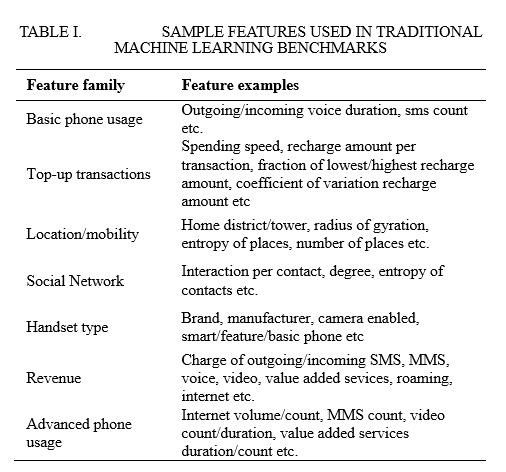 TABLE I. SAMPLE FEATURES USED IN TRADITIONAL
MACHINE LEARNING BENCHMARKS
Feature family Feature examples
Basic phone usage Outgoing/incoming voice duration, sms count
etc.
Top-up transactions Spending speed, recharge amount per
transaction, fraction of lowest/highest recharge
amount, coefficient of variation recharge
amount etc
Location/mobility Home district/tower, radius of gyration,
entropy of places, number of places etc.
Social Network Interaction per contact, degree, entropy of
contacts etc.
Handset type Brand, manufacturer, camera enabled,
smart/feature/basic phone etc
Revenue Charge of outgoing/incoming SMS, MMS,
voice, video, value added sevices, roaming,
internet etc.
Advanced phone
usage
Internet volume/count, MMS count, video
count/duration, value added services
duration/count etc.